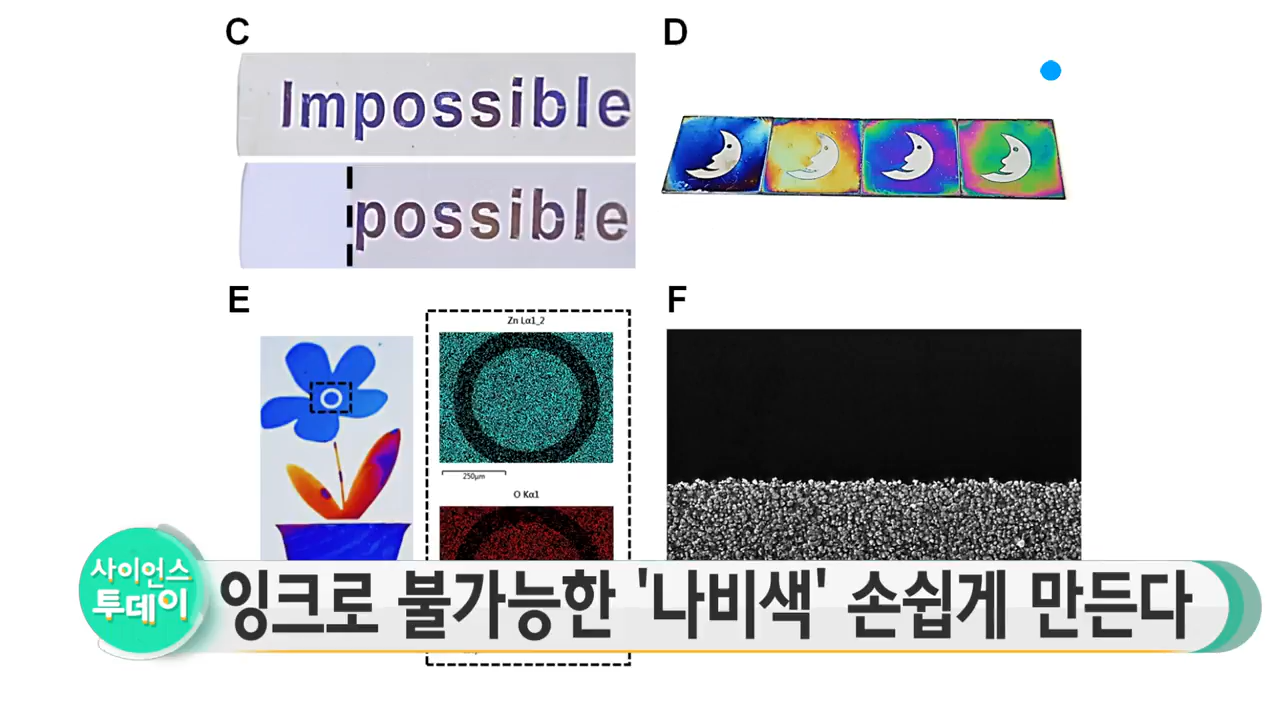 C
Impossible
possible
D
E
Zn Lα1_2
250μm
O Kα1
F
사이언스
투데이
잉크로 불가능한 '나비색' 손쉽게 만든다